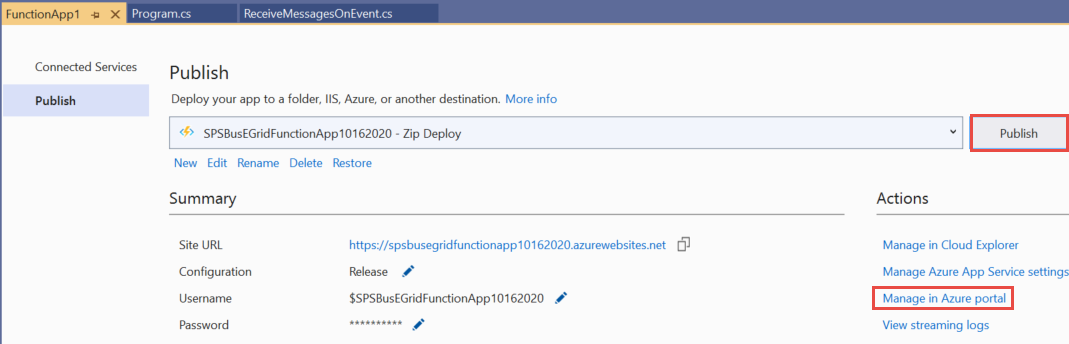 FunctionApp1 Program.cs ReceiveMessagesOnEvent.cs
Connected Services
Publish
Publish
Deploy your app to a folder, IIS, Azure, or another destination. More info
SPSBusEGridFunctionApp10162020 - Zip Deploy
Publish
New Edit Rename Delete Restore
Summary
Site URL https://spsbusegridfunctionapp10162020.azurewebsites.net
Configuration Release
Username $SPSBusEGridFunctionApp10162020
Password **********
Actions
Manage in Cloud Explorer
Manage Azure App Service settings
Manage in Azure portal
View streaming logs